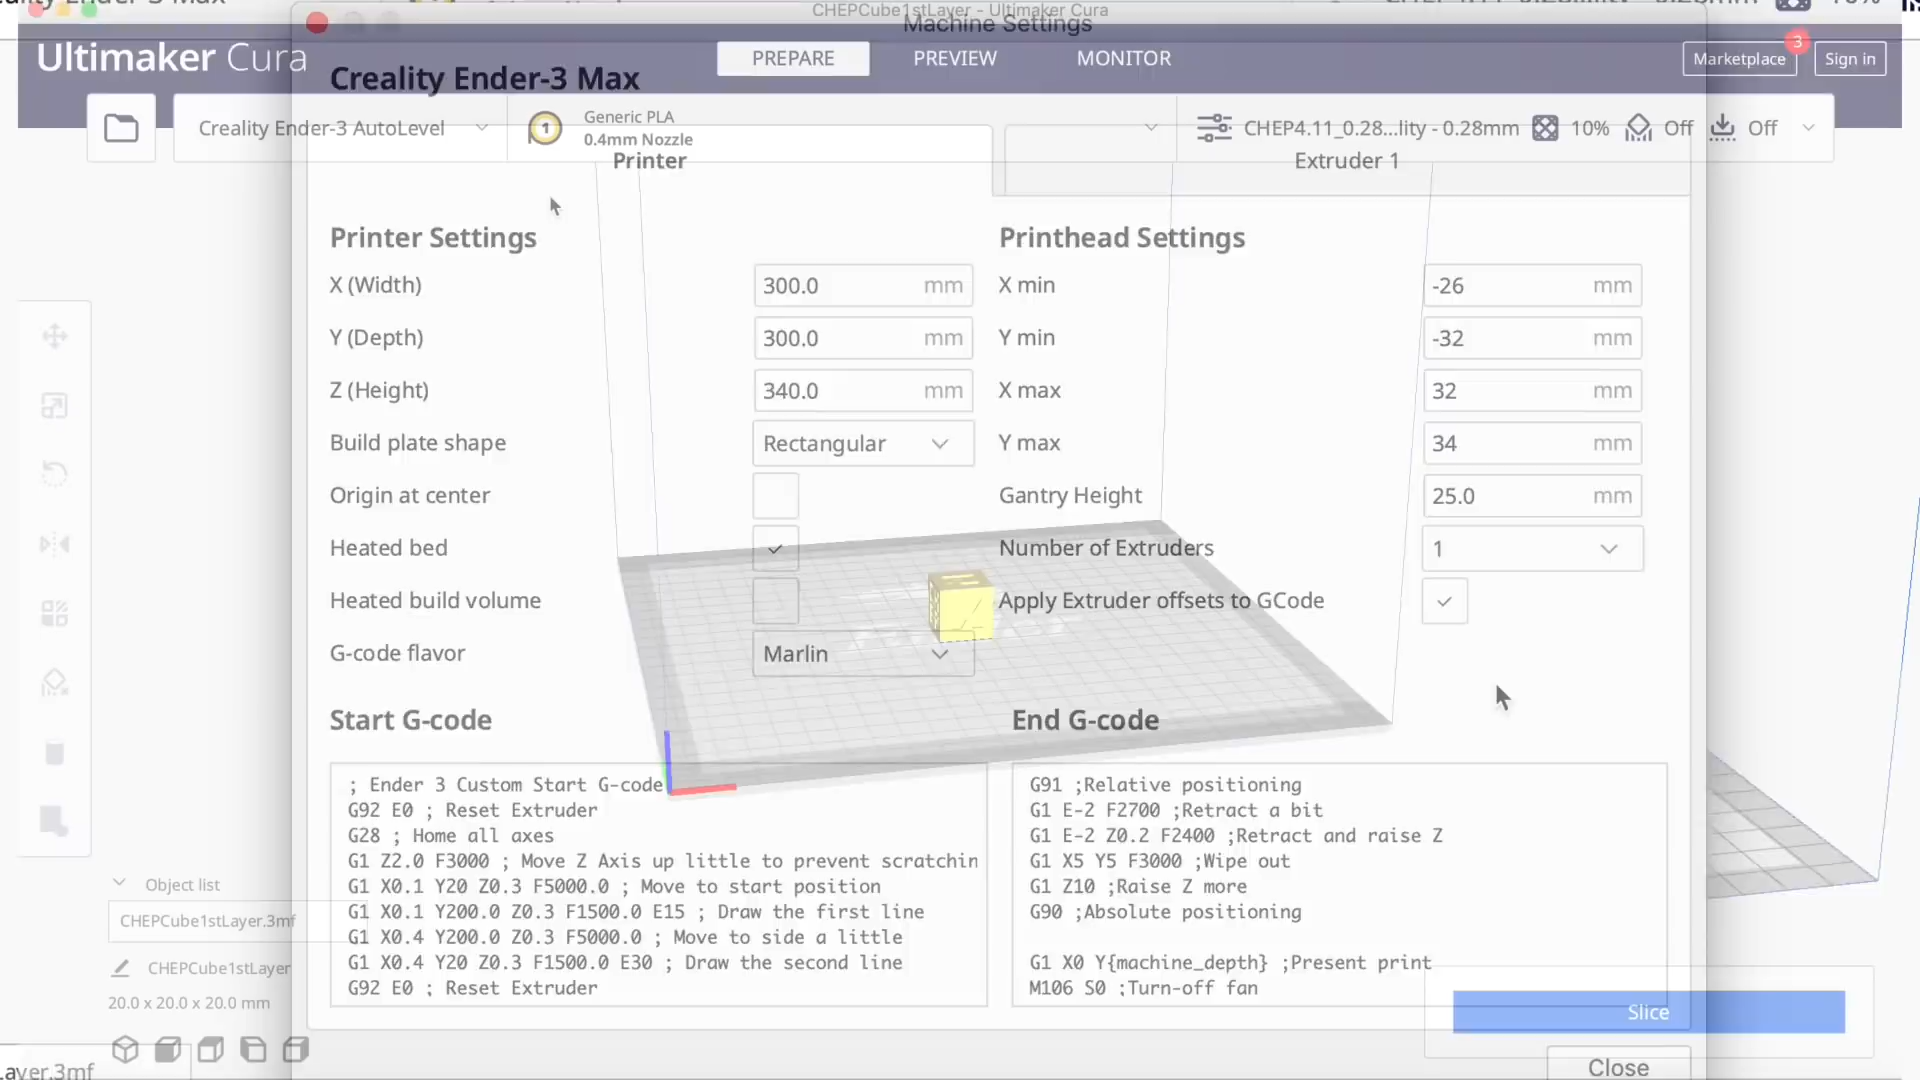 eality Ender-3 Max
CHEPCube1stLayer - Ultimaker Cura
Machine Settings
Ultimaker Cura
PREPARE
PREVIEW
MONITOR
Marketplace
3
Sign in
Creality Ender-3 Max
Creality Ender-3 AutoLevel
1
Generic PLA
0.4mm Nozzle
CHEP4.11_0.28...lity - 0.28mm
10%
Off
Off
Printer
Extruder 1
Printer Settings
Printhead Settings
X (Width)
300.0 mm
X min
-26 mm
Y (Depth)
300.0 mm
Y min
-32 mm
Z (Height)
340.0 mm
X max
32 mm
Build plate shape
Rectangular
Y max
34 mm
Origin at center
Gantry Height
25.0 mm
Heated bed
Number of Extruders
1
Heated build volume
Apply Extruder offsets to GCode
G-code flavor
Marlin
Start G-code
End G-code
; Ender 3 Custom Start G-code
G92 E0 ; Reset Extruder
G28 ; Home all axes
G1 Z2.0 F3000 ; Move Z Axis up little to prevent scratchin
G1 X0.1 Y20 Z0.3 F5000.0 ; Move to start position
G1 X0.1 Y200.0 Z0.3 F1500.0 E15 ; Draw the first line
G1 X0.4 Y200.0 Z0.3 F5000.0 ; Move to side a little
G1 X0.4 Y20 Z0.3 F1500.0 E30 ; Draw the second line
G92 E0 ; Reset Extruder
G91 ;Relative positioning
G1 E-2 F2700 ;Retract a bit
G1 E-2 Z0.2 F2400 ;Retract and raise Z
G1 X5 Y5 F3000 ;Wipe out
G1 Z10 ;Raise Z more
G90 ;Absolute positioning
G1 X0 Y{machine_depth} ;Present print
M106 S0 ;Turn-off fan
Object list
CHEPCube1stLayer.3mf
CHEPCube1stLayer
20.0 x 20.0 x 20.0 mm
Slice
ayer.3mf
Close